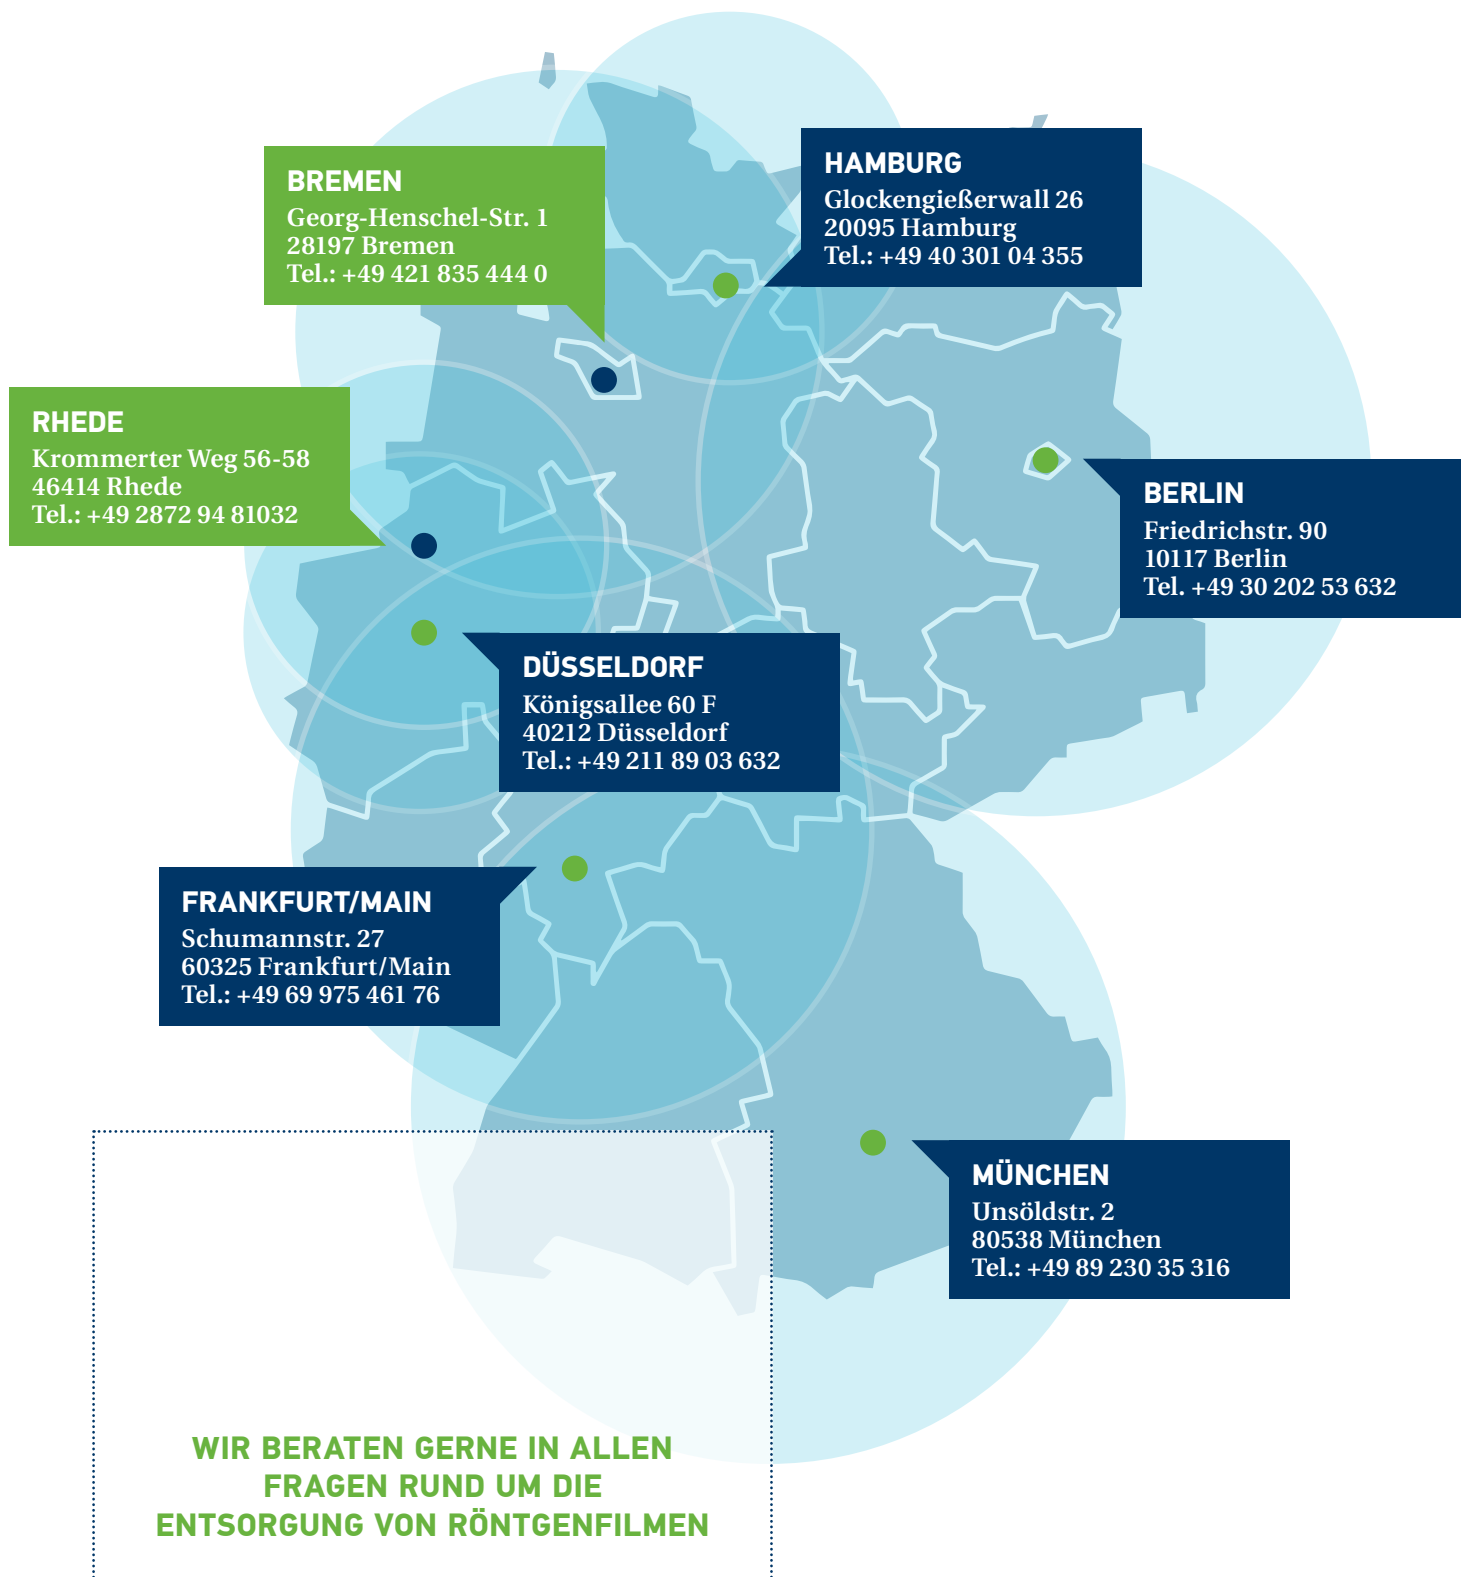 BREMEN
Georg-Henschel-Str. 1
28197 Bremen
Tel.: +49 421 835 444 0
HAMBURG
Glockengießerwall 26
20095 Hamburg
Tel.: +49 40 301 04 355
RHEDE
Krommerter Weg 56-58
46414 Rhede
Tel.: +49 2872 94 81032
BERLIN
Friedrichstr. 90
10117 Berlin
Tel. +49 30 202 53 632
DÜSSELDORF
Königsallee 60 F
40212 Düsseldorf
Tel.: +49 211 89 03 632
FRANKFURT/MAIN
Schumannstr. 27
60325 Frankfurt/Main
Tel.: +49 69 975 461 76
MÜNCHEN
Unsöldstr. 2
80538 München
Tel.: +49 89 230 35 316
WIR BERATEN GERNE IN ALLEN
FRAGEN RUND UM DIE
ENTSORGUNG VON RÖNTGENFILMEN